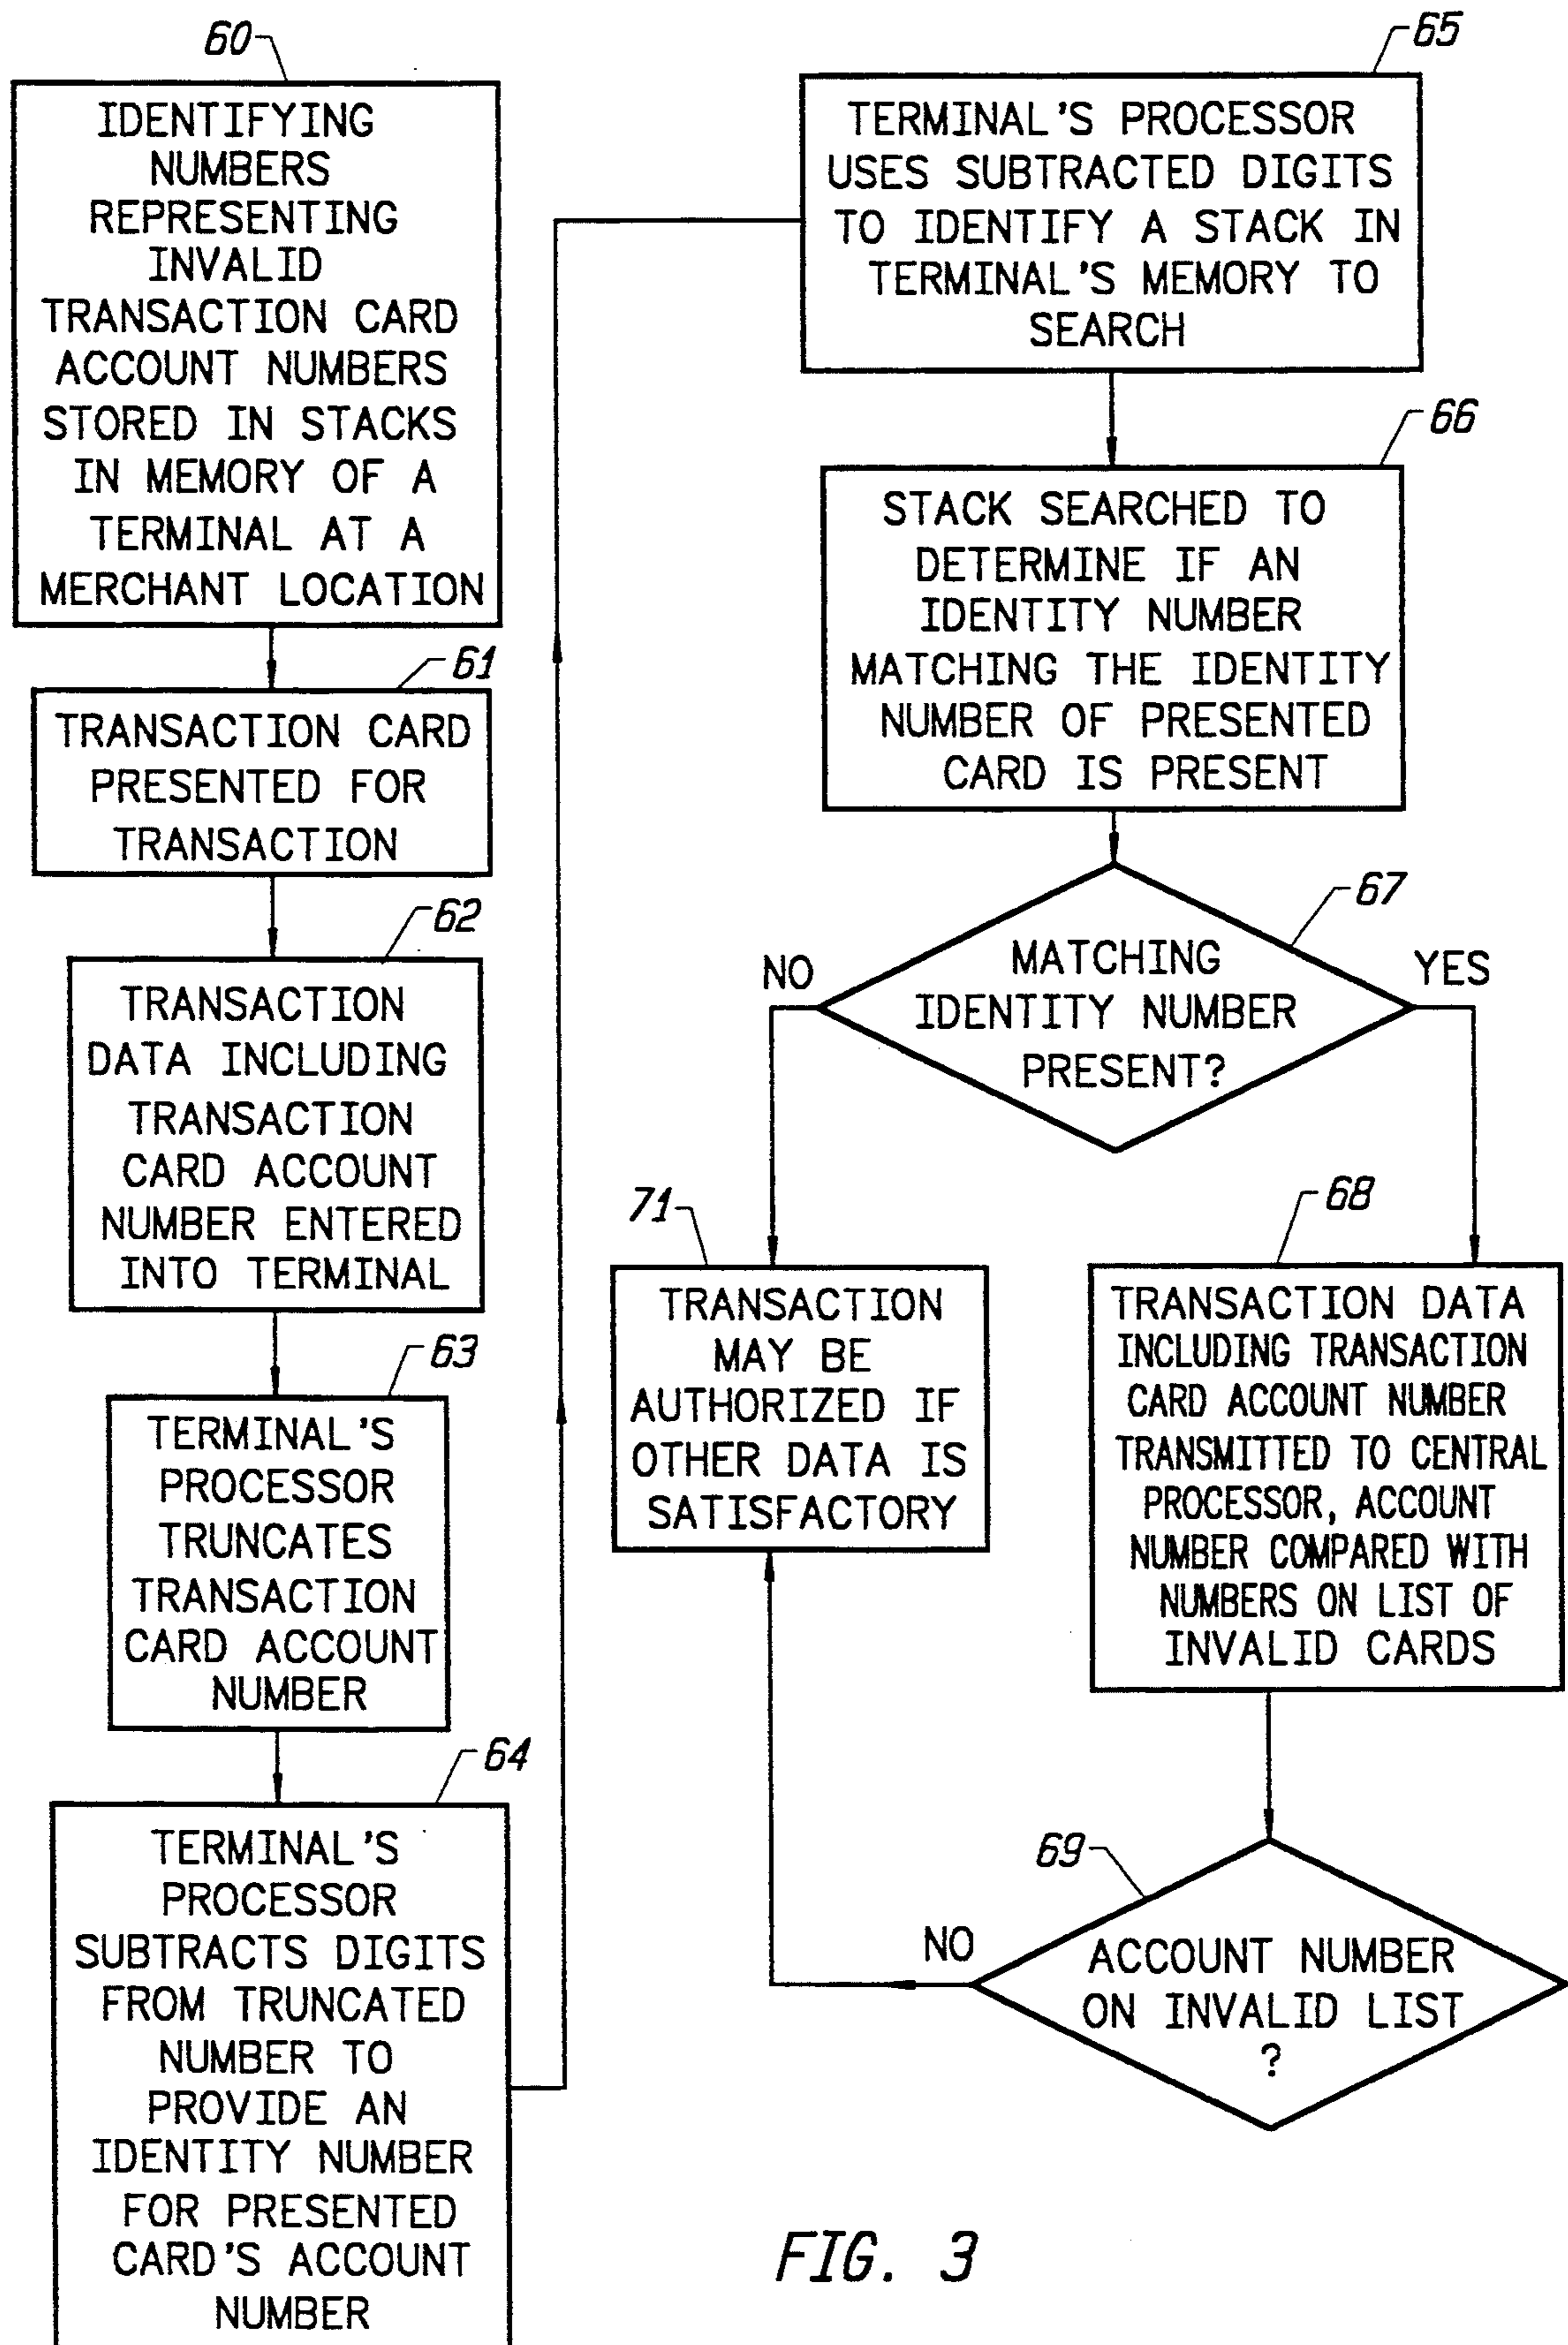 60
IDENTIFYING
NUMBERS
REPRESENTING
INVALID
TRANSACTION CARD
ACCOUNT NUMBERS
STORED IN STACKS
IN MEMORY OF A
TERMINAL AT A
MERCHANT LOCATION
61
TRANSACTION CARD
PRESENTED FOR
TRANSACTION
62
TRANSACTION
DATA INCLUDING
TRANSACTION
CARD ACCOUNT
NUMBER ENTERED
INTO TERMINAL
63
TERMINAL'S
PROCESSOR
TRUNCATES
TRANSACTION
CARD ACCOUNT
NUMBER
64
TERMINAL'S
PROCESSOR
SUBTRACTS DIGITS
FROM TRUNCATED
NUMBER TO
PROVIDE AN
IDENTITY NUMBER
FOR PRESENTED
CARD'S ACCOUNT
NUMBER
65
TERMINAL'S PROCESSOR
USES SUBTRACTED DIGITS
TO IDENTIFY A STACK IN
TERMINAL'S MEMORY TO
SEARCH
66
STACK SEARCHED TO
DETERMINE IF AN
IDENTITY NUMBER
MATCHING THE IDENTITY
NUMBER OF PRESENTED
CARD IS PRESENT
67
MATCHING
IDENTITY NUMBER
PRESENT?
NO
YES
71
TRANSACTION
MAY BE
AUTHORIZED IF
OTHER DATA IS
SATISFACTORY
68
TRANSACTION DATA
INCLUDING TRANSACTION
CARD ACCOUNT NUMBER
TRANSMITTED TO CENTRAL
PROCESSOR, ACCOUNT
NUMBER COMPARED WITH
NUMBERS ON LIST OF
INVALID CARDS
69
NO
ACCOUNT NUMBER
ON INVALID LIST
?
FIG. 3